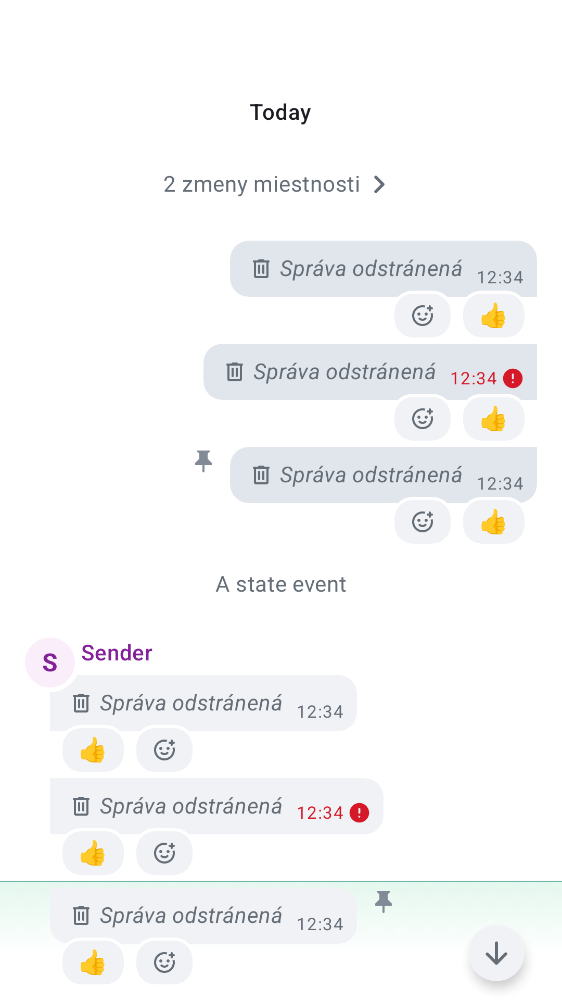 Today
2 zmeny miestnosti
Správa odstránená 12:34
👍
Správa odstránená 12:34
👍
Správa odstránená 12:34
👍
A state event
S Sender
Správa odstránená 12:34
👍
Správa odstránená 12:34
👍
Správa odstránená 12:34
👍